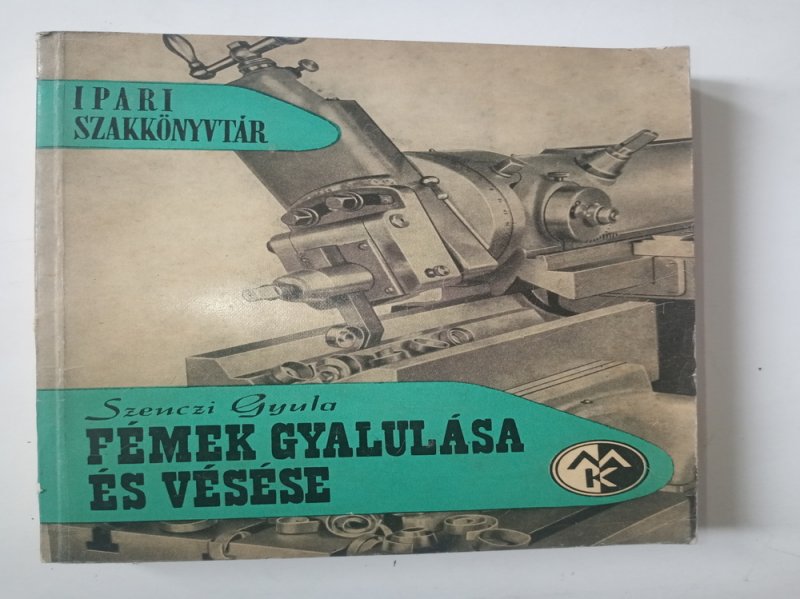 IPARI
SZAKKÖNYVTÁR
Szenczi Gyula
FÉMEK GYALULÁSA
ÉS VÉSÉSE
MK